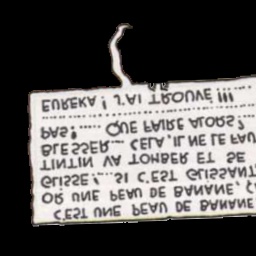 C'EST UNE PEAU DE BANANE
OR UNE PEAU DE BANANE, Ç
GLISSE!... SI C'EST GLISSANT
TINTIN VA TOMBER ET SE
BLESSER.... CELA, IL NE LE FAU
PAS!..... QUE FAIRE ALORS?
..............................
EUREKA! J'AI TROUVÉ !!!